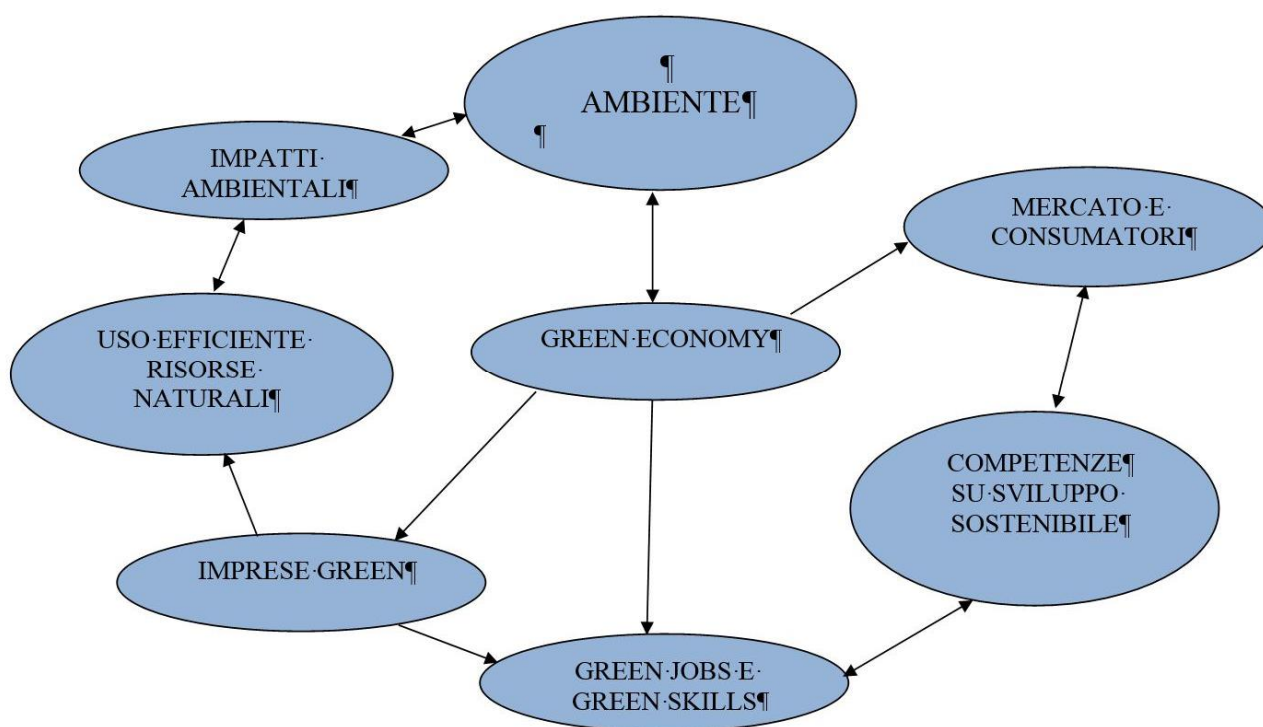 ¶
AMBIENTE¶
¶
IMPATTI·
AMBIENTALI¶
MERCATO·E·
CONSUMATORI¶
USO·EFFICIENTE·
RISORSE·
NATURALI¶
GREEN·ECONOMY¶
COMPETENZE¶
SU·SVILUPPO·
SOSTENIBILE¶
IMPRESE·GREEN¶
GREEN·JOBS·E·
GREEN·SKILLS¶